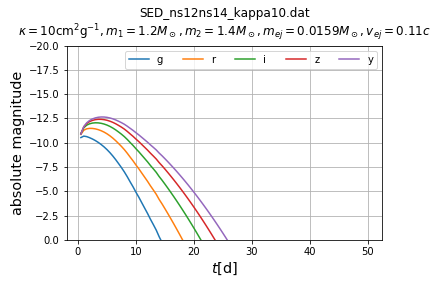 SED_ns12ns14_kappa10.dat
κ = 10cm²g⁻¹, m₁ = 1.2M⊙, m₂ = 1.4M⊙, mₑⱼ = 0.0159M⊙, vₑⱼ = 0.11c
g r i z y
−20.0
−17.5
−15.0
−12.5
−10.0
−7.5
−5.0
−2.5
0.0
absolute magnitude
0 10 20 30 40 50
t[d]